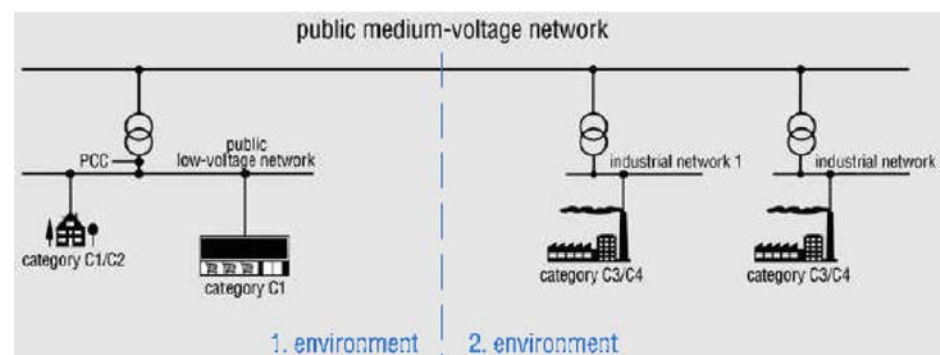 public medium-voltage network
public
PCC
low-voltage network
industrial network 1
industrial network
category C1/C2
category C1
category C3/C4
category C3/C4
1. environment
2. environment